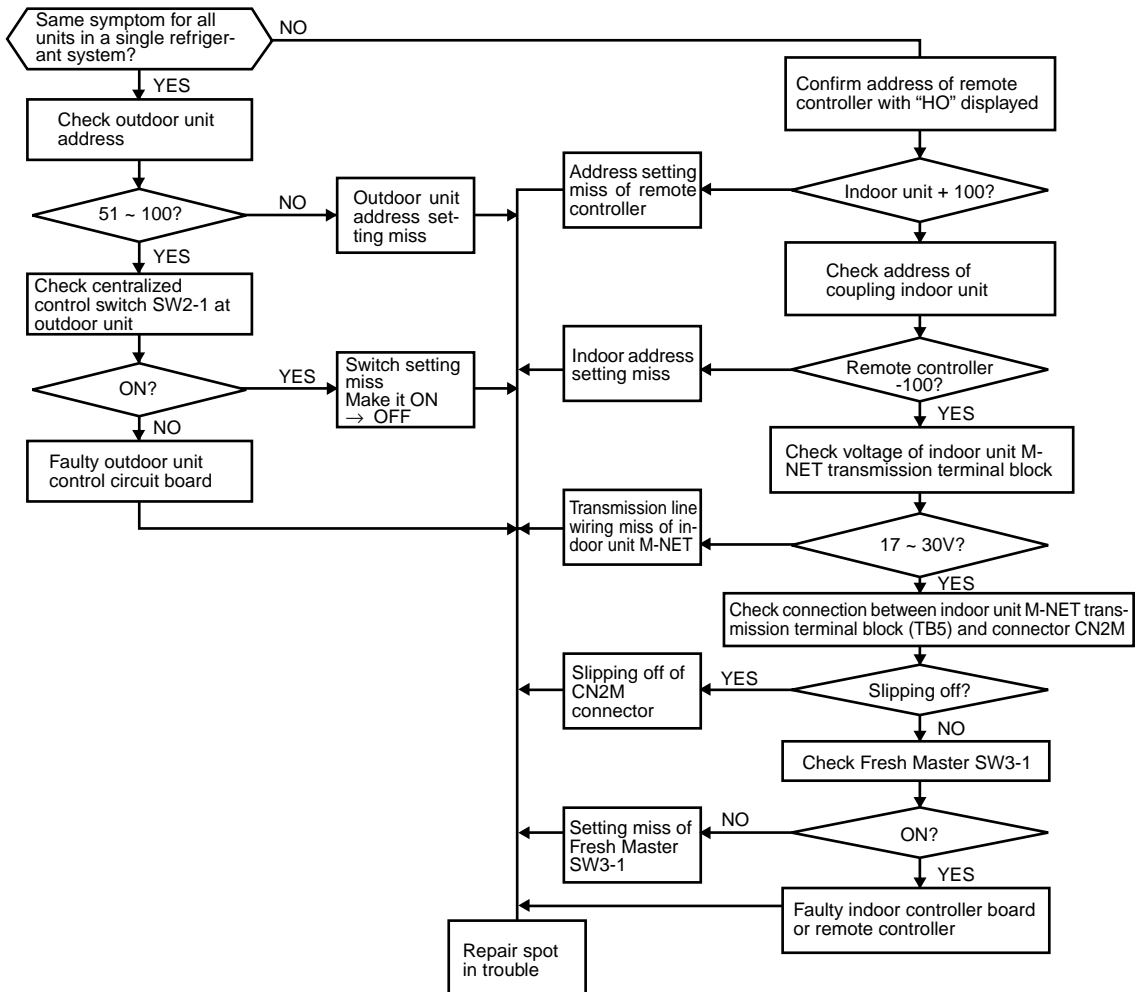 Same symptom for all
units in a single refriger-
ant system?
NO
YES
Check outdoor unit
address
51 ~ 100?
NO
Outdoor unit
address set-
ting miss
YES
Check centralized
control switch SW2-1 at
outdoor unit
ON?
YES
Switch setting
miss
Make it ON
→ OFF
NO
Faulty outdoor unit
control circuit board
Confirm address of remote
controller with “HO” displayed
Indoor unit + 100?
Address setting
miss of remote
controller
Check address of
coupling indoor unit
Remote controller
-100?
Indoor address
setting miss
YES
Check voltage of indoor unit M-
NET transmission terminal block
17 ~ 30V?
Transmission line
wiring miss of in-
door unit M-NET
YES
Check connection between indoor unit M-NET trans-
mission terminal block (TB5) and connector CN2M
Slipping off?
YES
Slipping off of
CN2M
connector
NO
Check Fresh Master SW3-1
ON?
NO
Setting miss of
Fresh Master
SW3-1
YES
Faulty indoor controller board
or remote controller
Repair spot
in trouble